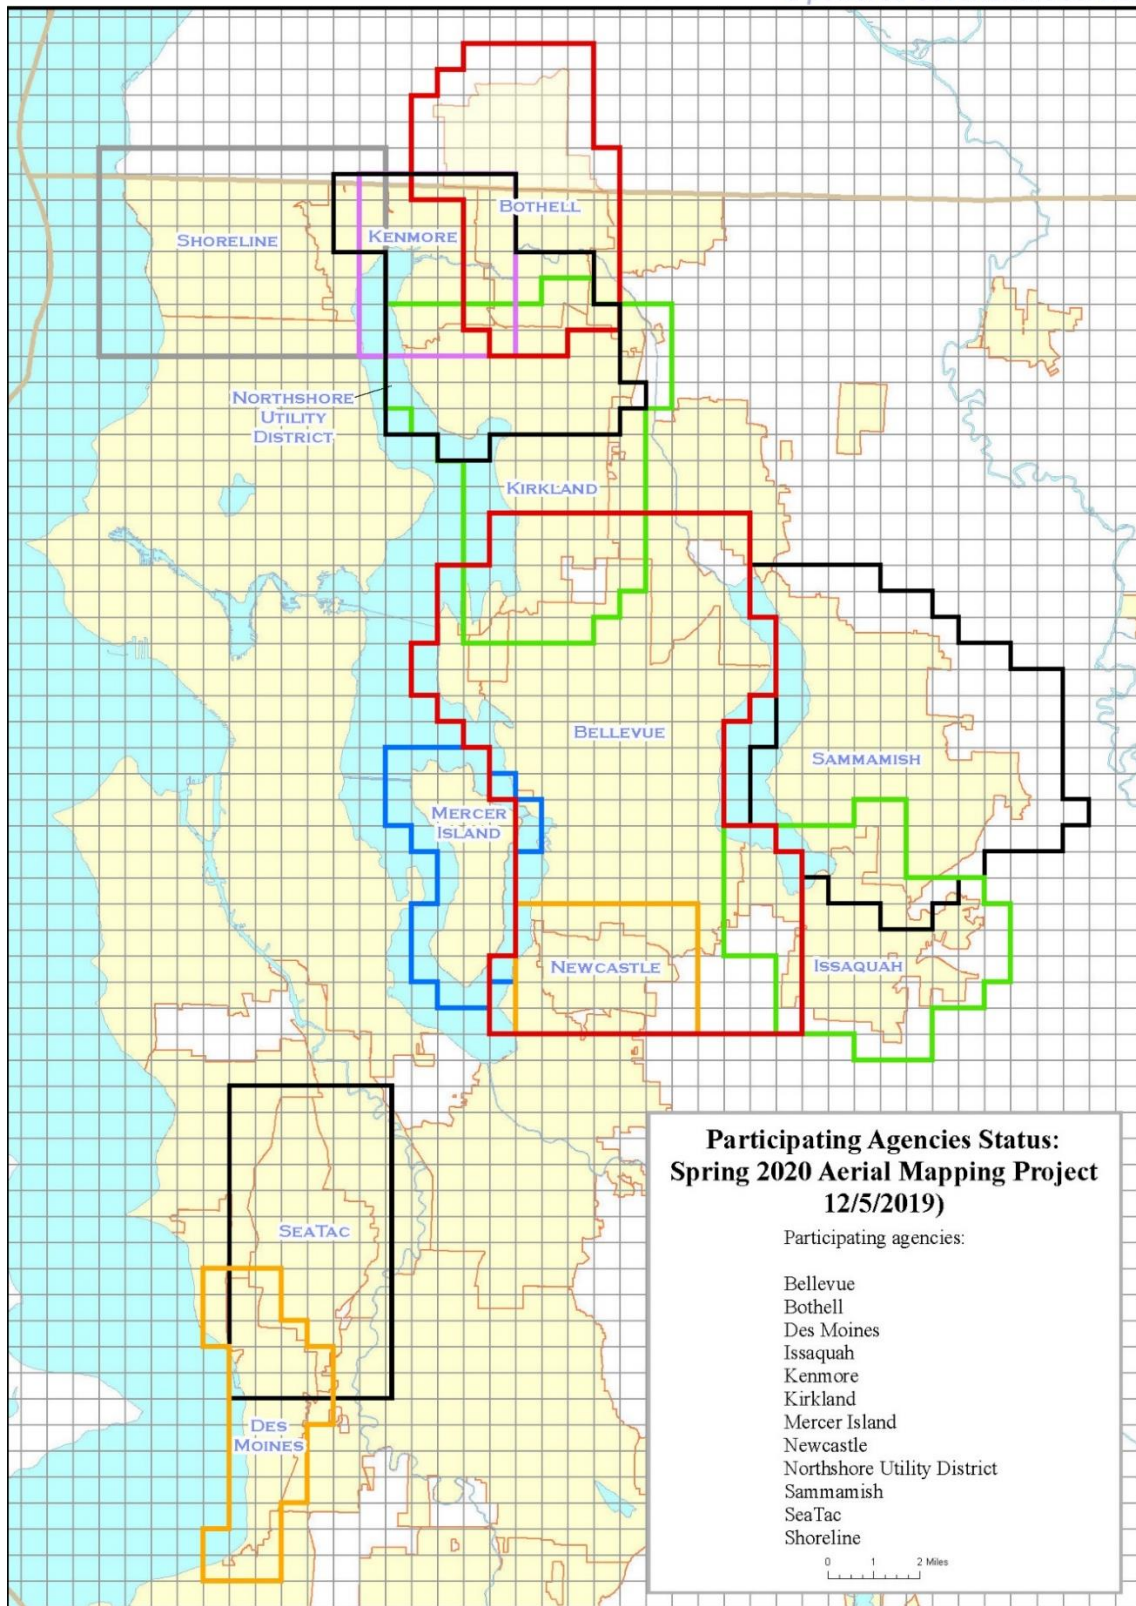 BOTHELL
SHORELINE
KENMORE
NORTHSHORE
UTILITY
DISTRICT
KIRKLAND
BELLEVUE
SAMMAMISH
MERCER
ISLAND
NEWCASTLE
ISSAQUAH
SEATAC
DES
MOINES
Participating Agencies Status:
Spring 2020 Aerial Mapping Project
12/5/2019)
Participating agencies:
Bellevue
Bothell
Des Moines
Issaquah
Kenmore
Kirkland
Mercer Island
Newcastle
Northshore Utility District
Sammamish
SeaTac
Shoreline
0 1 2 Miles